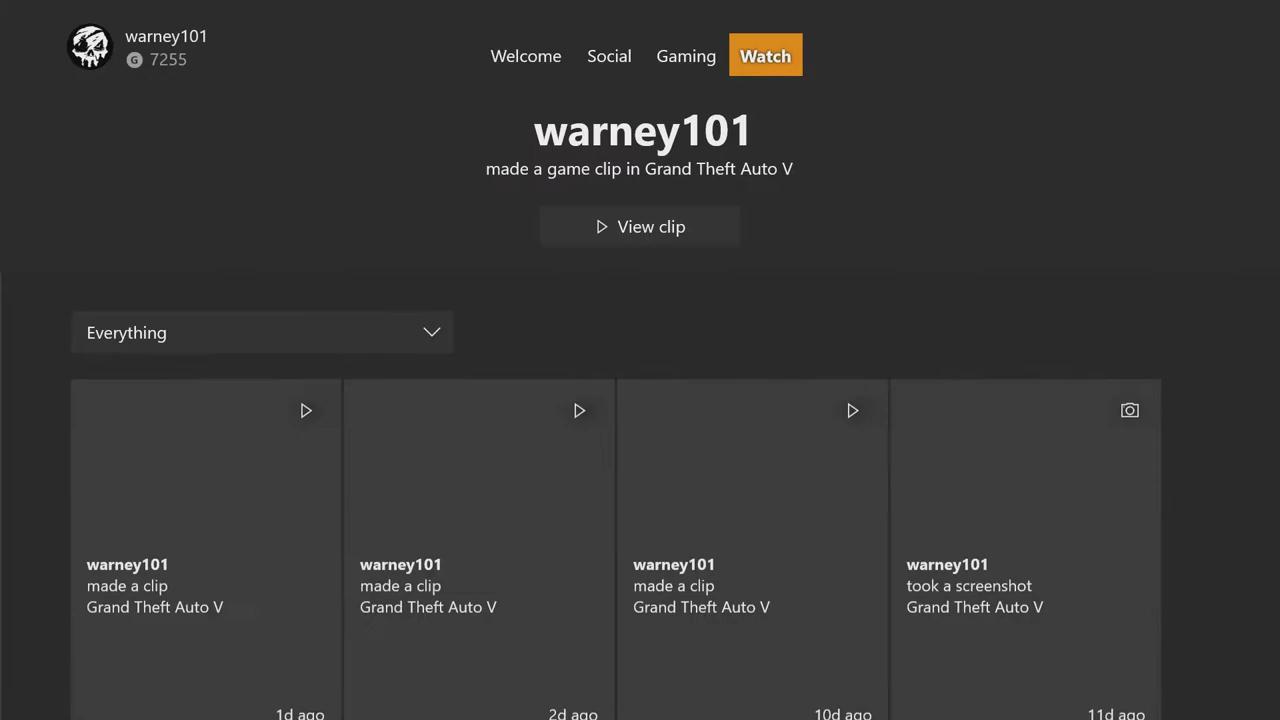 warney101
G 7255
Welcome Social Gaming Watch
warney101
made a game clip in Grand Theft Auto V
View clip
Everything
warney101
made a clip
Grand Theft Auto V
1d ago
warney101
made a clip
Grand Theft Auto V
2d ago
warney101
made a clip
Grand Theft Auto V
10d ago
warney101
took a screenshot
Grand Theft Auto V
11d ago